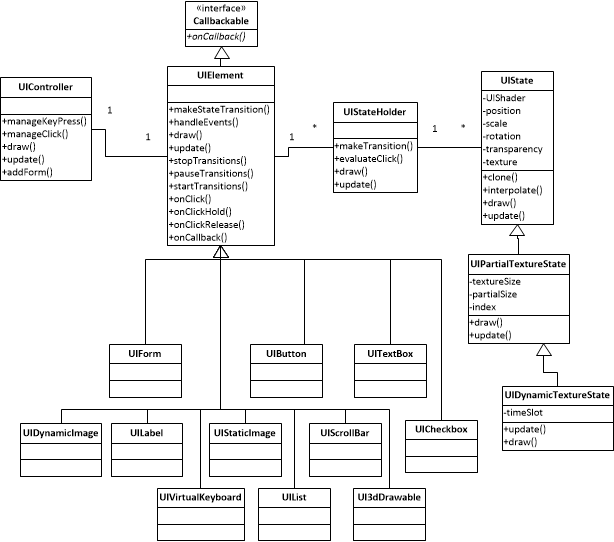 «interface»
Callbackable
+onCallback()
UIController
+manageKeyPress()
+manageClick()
+draw()
+update()
+addForm()
1
1
UIElement
+makeStateTransition()
+handleEvents()
+draw()
+update()
+stopTransitions()
+pauseTransitions()
+startTransitions()
+onClick()
+onClickHold()
+onClickRelease()
+onCallback()
1
*
UIStateHolder
+makeTransition()
+evaluateClick()
+draw()
+update()
1
*
UIState
-UIShader
-position
-scale
-rotation
-transparency
-texture
+clone()
+interpolate()
+draw()
+update()
UIPartialTextureState
-textureSize
-partialSize
-index
+draw()
+update()
UIDynamicTextureState
-timeSlot
+update()
+draw()
UIForm
UIButton
UITextBox
UIDynamicImage
UILabel
UIStaticImage
UIScrollBar
UICheckbox
UIVirtualKeyboard
UIList
UI3dDrawable